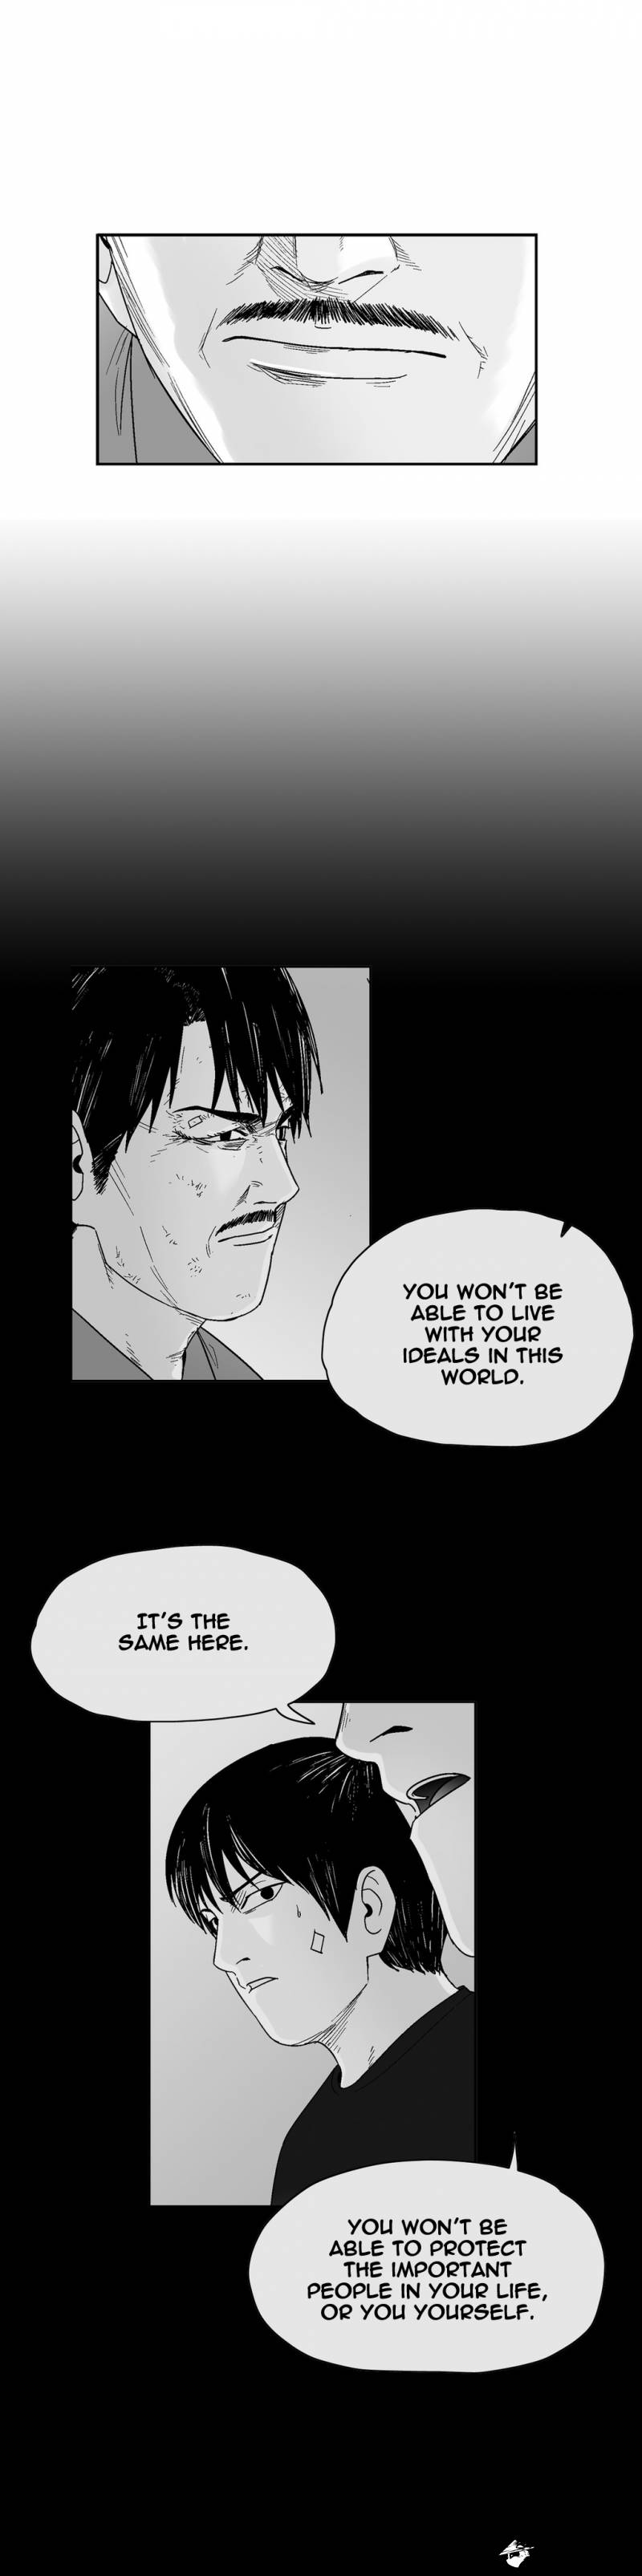 YOU WON'T BE
ABLE TO LIVE
WITH YOUR
IDEALS IN THIS
WORLD.
IT'S THE
SAME HERE.
YOU WON'T BE
ABLE TO PROTECT
THE IMPORTANT
PEOPLE IN YOUR LIFE,
OR YOU YOURSELF.